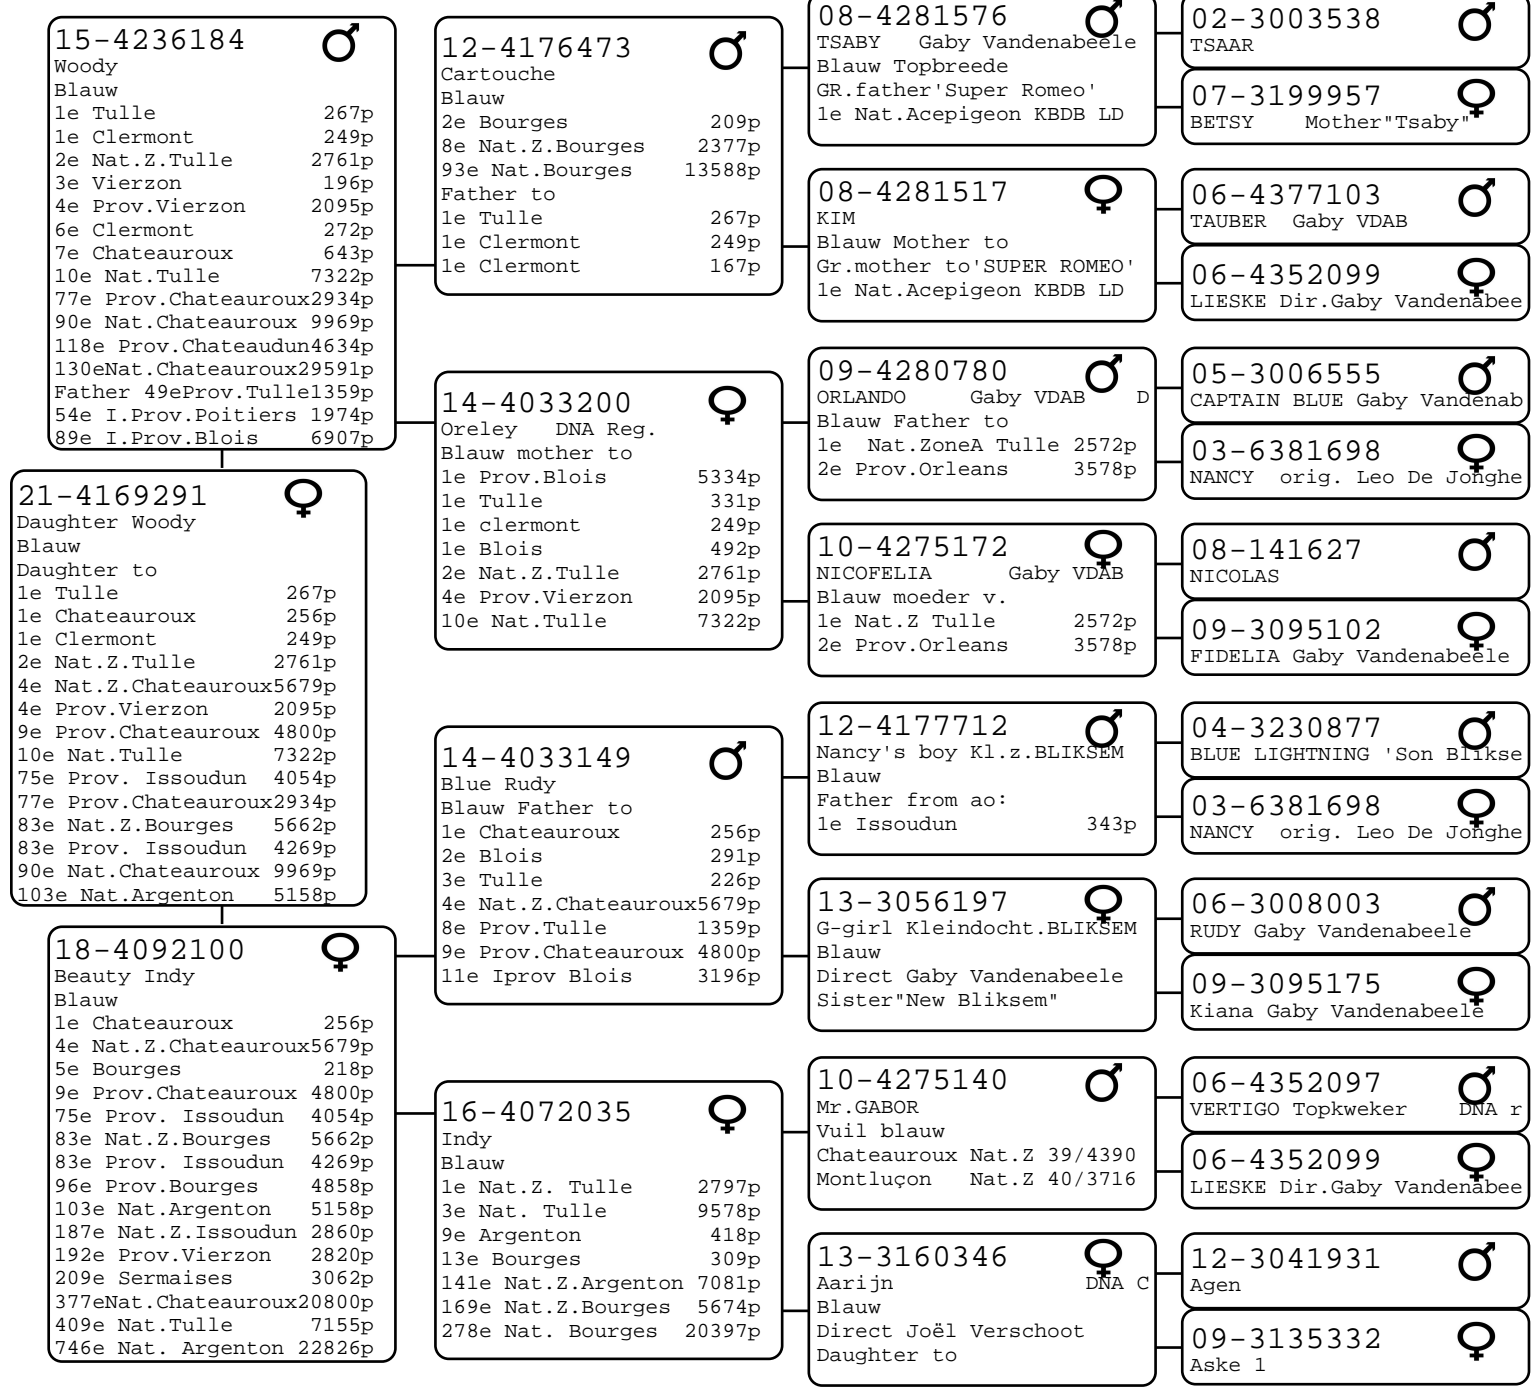 15-4236184
Woody
Blauw
1e Tulle 267p
1e Clermont 249p
2e Nat.Z.Tulle 2761p
3e Vierzon 196p
4e Prov.Vierzon 2095p
6e Clermont 272p
7e Chateauroux 643p
10e Nat.Tulle 7322p
77e Prov.Chateauroux2934p
90e Nat.Chateauroux 9969p
118e Prov.Chateaudun4634p
130eNat.Chateauroux29591p
Father 49eProv.Tulle1359p
54e I.Prov.Poitiers 1974p
89e I.Prov.Blois 6907p
21-4169291
Daughter Woody
Blauw
Daughter to
1e Tulle 267p
1e Chateauroux 256p
1e Clermont 249p
2e Nat.Z.Tulle 2761p
4e Nat.Z.Chateauroux5679p
4e Prov.Vierzon 2095p
9e Prov.Chateauroux 4800p
10e Nat.Tulle 7322p
75e Prov. Issoudun 4054p
77e Prov.Chateauroux2934p
83e Nat.Z.Bourges 5662p
83e Prov. Issoudun 4269p
90e Nat.Chateauroux 9969p
103e Nat.Argenton 5158p
18-4092100
Beauty Indy
Blauw
1e Chateauroux 256p
4e Nat.Z.Chateauroux5679p
5e Bourges 218p
9e Prov.Chateauroux 4800p
75e Prov. Issoudun 4054p
83e Nat.Z.Bourges 5662p
83e Prov. Issoudun 4269p
96e Prov.Bourges 4858p
103e Nat.Argenton 5158p
187e Nat.Z.Issoudun 2860p
192e Prov.Vierzon 2820p
209e Sermaises 3062p
377eNat.Chateauroux20800p
409e Nat.Tulle 7155p
746e Nat. Argenton 22826p
12-4176473
Cartouche
Blauw
2e Bourges 209p
8e Nat.Z.Bourges 2377p
93e Nat.Bourges 13588p
Father to
1e Tulle 267p
1e Clermont 249p
1e Clermont 167p
14-4033200
Oreley DNA Reg.
Blauw mother to
1e Prov.Blois 5334p
1e Tulle 331p
1e clermont 249p
1e Blois 492p
2e Nat.Z.Tulle 2761p
4e Prov.Vierzon 2095p
10e Nat.Tulle 7322p
14-4033149
Blue Rudy
Blauw Father to
1e Chateauroux 256p
2e Blois 291p
3e Tulle 226p
4e Nat.Z.Chateauroux5679p
8e Prov.Tulle 1359p
9e Prov.Chateauroux 4800p
11e Iprov Blois 3196p
16-4072035
Indy
Blauw
1e Nat.Z. Tulle 2797p
3e Nat. Tulle 9578p
9e Argenton 418p
13e Bourges 309p
141e Nat.Z.Argenton 7081p
169e Nat.Z.Bourges 5674p
278e Nat. Bourges 20397p
08-4281576
TSABY Gaby Vandenabeele
Blauw Topbreede
GR.father'Super Romeo'
1e Nat.Acepigeon KBDB LD
08-4281517
KIM
Blauw Mother to
Gr.mother to'SUPER ROMEO'
1e Nat.Acepigeon KBDB LD
09-4280780
ORLANDO Gaby VDAB D
Blauw Father to
1e Nat.ZoneA Tulle 2572p
2e Prov.Orleans 3578p
10-4275172
NICOFELIA Gaby VDAB
Blauw moeder v.
1e Nat.Z Tulle 2572p
2e Prov.Orleans 3578p
12-4177712
Nancy's boy Kl.z.BLIKSEM
Blauw
Father from ao:
1e Issoudun 343p
13-3056197
G-girl Kleindocht.BLIKSEM
Blauw
Direct Gaby Vandenabeele
Sister"New Bliksem"
10-4275140
Mr.GABOR
Vuil blauw
Chateauroux Nat.Z 39/4390
Montluçon Nat.Z 40/3716
13-3160346
Aarijn DNA C
Blauw
Direct Joël Verschoot
Daughter to
02-3003538
TSAAR
07-3199957
BETSY Mother"Tsaby"
06-4377103
TAUBER Gaby VDAB
06-4352099
LIESKE Dir.Gaby Vandenabee
05-3006555
CAPTAIN BLUE Gaby Vandenab
03-6381698
NANCY orig. Leo De Jonghe
08-141627
NICOLAS
09-3095102
FIDELIA Gaby Vandenabeele
04-3230877
BLUE LIGHTNING 'Son Blikse
03-6381698
NANCY orig. Leo De Jonghe
06-3008003
RUDY Gaby Vandenabeele
09-3095175
Kiana Gaby Vandenabeele
06-4352097
VERTIGO Topkweker DNA r
06-4352099
LIESKE Dir.Gaby Vandenabee
12-3041931
Agen
09-3135332
Aske 1